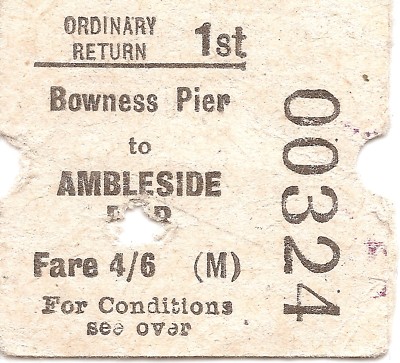 ORDINARY
RETURN 1st
Bowness Pier
to
AMBLESIDE
Fare 4/6 (M)
For Conditions
see over
00324